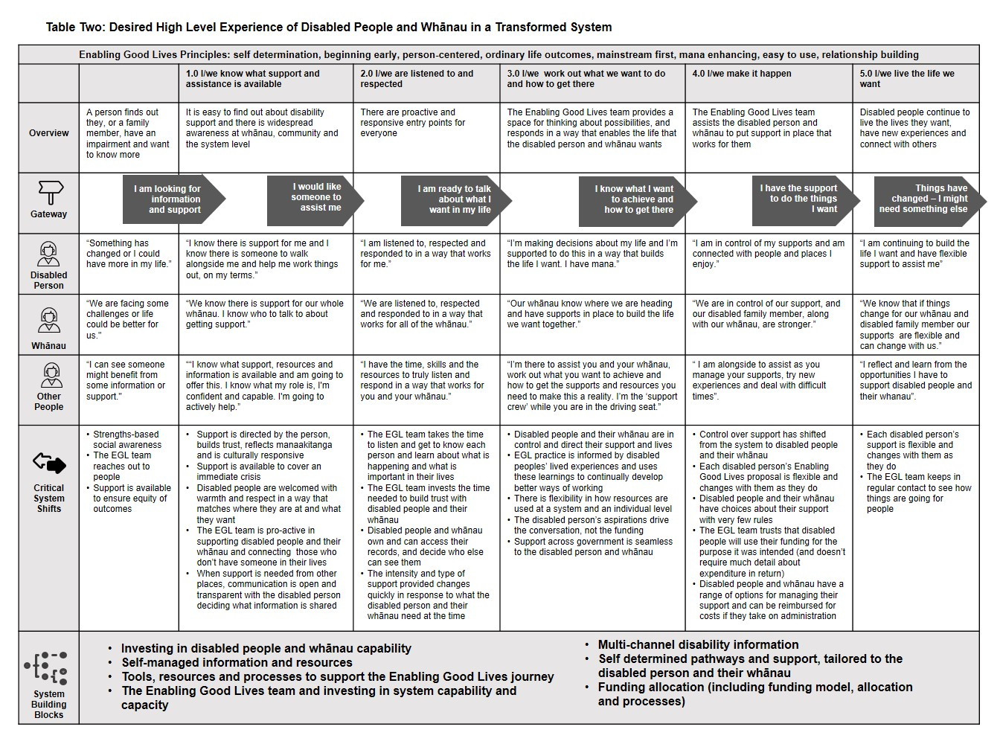 Table Two: Desired High Level Experience of Disabled People and Whānau in a Transformed System
Enabling Good Lives Principles: self determination, beginning early, person-centered, ordinary life outcomes, mainstream first, mana enhancing, easy to use, relationship building
1.0 I/we know what support and
assistance is available
2.0 I/we are listened to and
respected
3.0 I/we  work out what we want to do
and how to get there
4.0 I/we make it happen
5.0 I/we live the life we
want
Overview
A person finds out
they, or a family
member, have an
impairment and want
to know more
It is easy to find out about disability
support and there is widespread
awareness at whānau, community and
the system level
There are proactive and
responsive entry points for
everyone
The Enabling Good Lives team provides a
space for thinking about possibilities, and
responds in a way that enables the life that
the disabled person and whānau wants
The Enabling Good Lives team
assists the disabled person and
whānau to put support in place that
works for them
Disabled people continue to
live the lives they want,
have new experiences and
connect with others
Gateway
I am looking for
information
and support
I would like
someone to
assist me
I am ready to talk
about what I
want in my life
I know what I want
to achieve and
how to get there
I have the support
to do the things
I want
Things have
changed – I might
need something else
Disabled
Person
“Something has
changed or I could
have more in my life.”
“I know there is support for me and I
know there is someone to walk
alongside me and help me work things
out, on my terms.”
“I am listened to, respected and
responded to in a way that works
for me.”
“I’m making decisions about my life and I’m
supported to do this in a way that builds
the life I want. I have mana.”
“I am in control of my supports and am
connected with people and places I
enjoy.”
“I am continuing to build the
life I want and have flexible
support to assist me”
Whānau
“We are facing some
challenges or life
could be better for
us.”
“We know there is support for our whole
whānau. I know who to talk to about
getting support.”
“We are listened to, respected
and responded to in a way that
works for all of the whānau.”
“Our whānau know where we are heading
and have supports in place to build the life
we want together.”
“We are in control of our support, and
our disabled family member, along
with our whānau, are stronger.”
“We know that if things
change for our whānau and
disabled family member our
supports  are flexible and
can change with us.”
Other
People
“I can see someone
might benefit from
some information or
support."
““I know what support, resources and
information is available and am going to
offer this. I know what my role is, I'm
confident and capable. I'm going to
actively help.”
“I have the time, skills and the
resources to truly listen and
respond in a way that works for
you and your whānau.”
“I’m there to assist you and your whānau,
work out what you want to achieve and
how to get the supports and resources you
need to make this a reality. I’m the ‘support
crew’ while you are in the driving seat.”
“ I am alongside to assist as you
manage your supports, try new
experiences and deal with difficult
times”.
“I reflect and learn from the
opportunities I have to
support disabled people and
their whanau”.
Critical
System
Shifts
• Strengths-based
social awareness
• The EGL team
reaches out to
people
• Support is available
to ensure equity of
outcomes
• Support is directed by the person,
builds trust, reflects manaakitanga
and is culturally responsive
• Support is available to cover an
immediate crisis
• Disabled people are welcomed with
warmth and respect in a way that
matches where they are at and what
they want
• The EGL team is pro-active in
supporting disabled people and their
whānau and connecting  those who
don’t have someone in their lives
• When support is needed from other
places, communication is open and
transparent with the disabled person
deciding what information is shared
• The EGL team takes the time
to listen and get to know each
person and learn about what is
happening and what is
important in their lives
• The EGL team invests the time
needed to build trust with
disabled people and their
whānau
• Disabled people and whānau
own and can access their
records, and decide who else
can see them
• The intensity and type of
support provided changes
quickly in response to what the
disabled person and their
whānau need at the time
• Disabled people and their whānau are in
control and direct their support and lives
• EGL practice is informed by disabled
peoples’ lived experiences and uses
these learnings to continually develop
better ways of working
• There is flexibility in how resources are
used at a system and an individual level
• The disabled person’s aspirations drive
the conversation, not the funding
• Support across government is seamless
to the disabled person and whānau
• Control over support has shifted
from the system to disabled people
and their whānau
• Each disabled person’s Enabling
Good Lives proposal is flexible and
changes with them as they do
• Disabled people and their whānau
have choices about their support
with very few rules
• The EGL team trusts that disabled
people will use their funding for the
purpose it was intended (and doesn’t
require much detail about
expenditure in return)
• Disabled people and whānau have a
range of options for managing their
support and can be reimbursed for
costs if they take on administration
• Each disabled person’s
support is flexible and
changes with them as
they do
• The EGL team keeps in
regular contact to see how
things are going for
people
System
Building
Blocks
• Investing in disabled people and whānau capability
• Self-managed information and resources
• Tools, resources and processes to support the Enabling Good Lives journey
• The Enabling Good Lives team and investing in system capability and
capacity
• Multi-channel disability information
• Self determined pathways and support, tailored to the
disabled person and their whānau
• Funding allocation (including funding model, allocation
and processes)